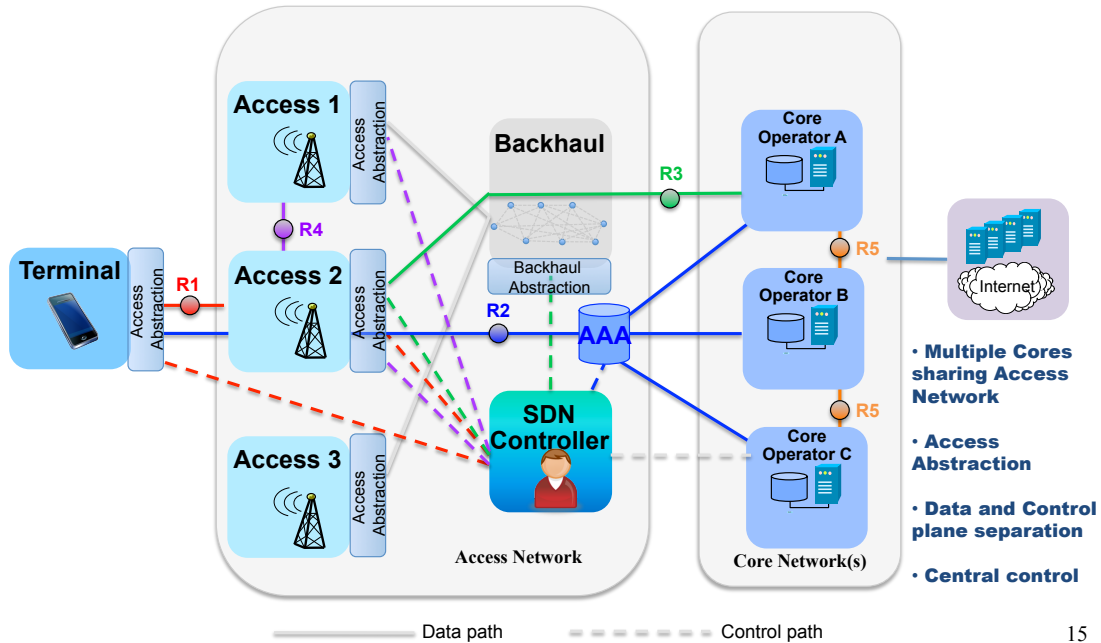 Access 1
Access
Abstraction
Backhaul
Core
Operator A
R3
R4
R5
Terminal
Access
Abstraction
R1
Access 2
Access
Abstraction
Backhaul
Abstraction
R2
AAA
Core
Operator B
Internet
• Multiple Cores
sharing Access
Network
R5
SDN
Controller
Access 3
Access
Abstraction
Core
Operator C
• Access
Abstraction
• Data and Control
plane separation
• Central control
Access Network
Core Network(s)
Data path
Control path
15